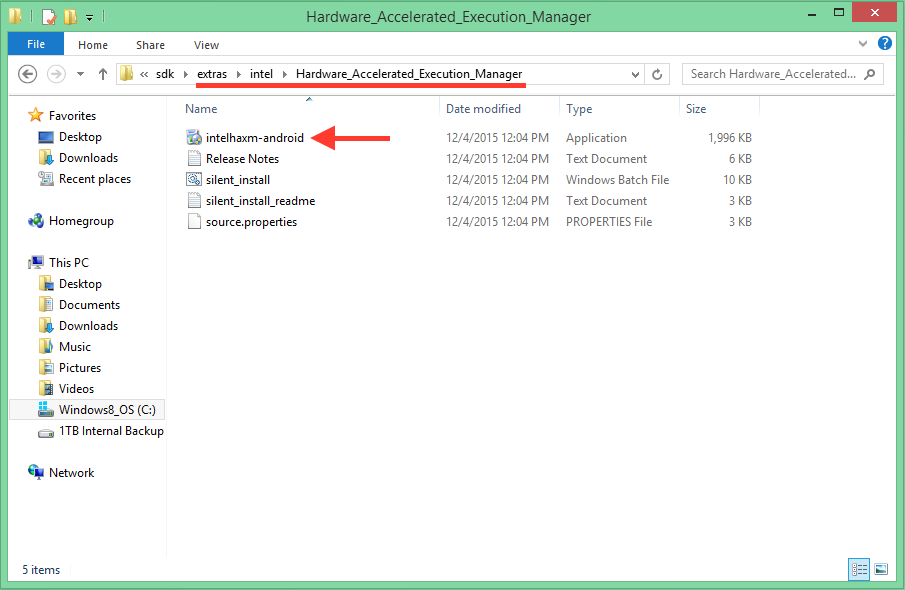 Hardware_Accelerated_Execution_Manager
File Home Share View
« sdk extras intel Hardware_Accelerated_Execution_Manager Search Hardware_Accelerated...
Favorites
Desktop
Downloads
Recent places
Homegroup
This PC
Desktop
Documents
Downloads
Music
Pictures
Videos
Windows8_OS (C:)
1TB Internal Backup
Network
Name Date modified Type Size
intelhaxm-android 12/4/2015 12:04 PM Application 1,996 KB
Release Notes 12/4/2015 12:04 PM Text Document 6 KB
silent_install 12/4/2015 12:04 PM Windows Batch File 10 KB
silent_install_readme 12/4/2015 12:04 PM Text Document 3 KB
source.properties 12/4/2015 12:04 PM PROPERTIES File 3 KB
5 items